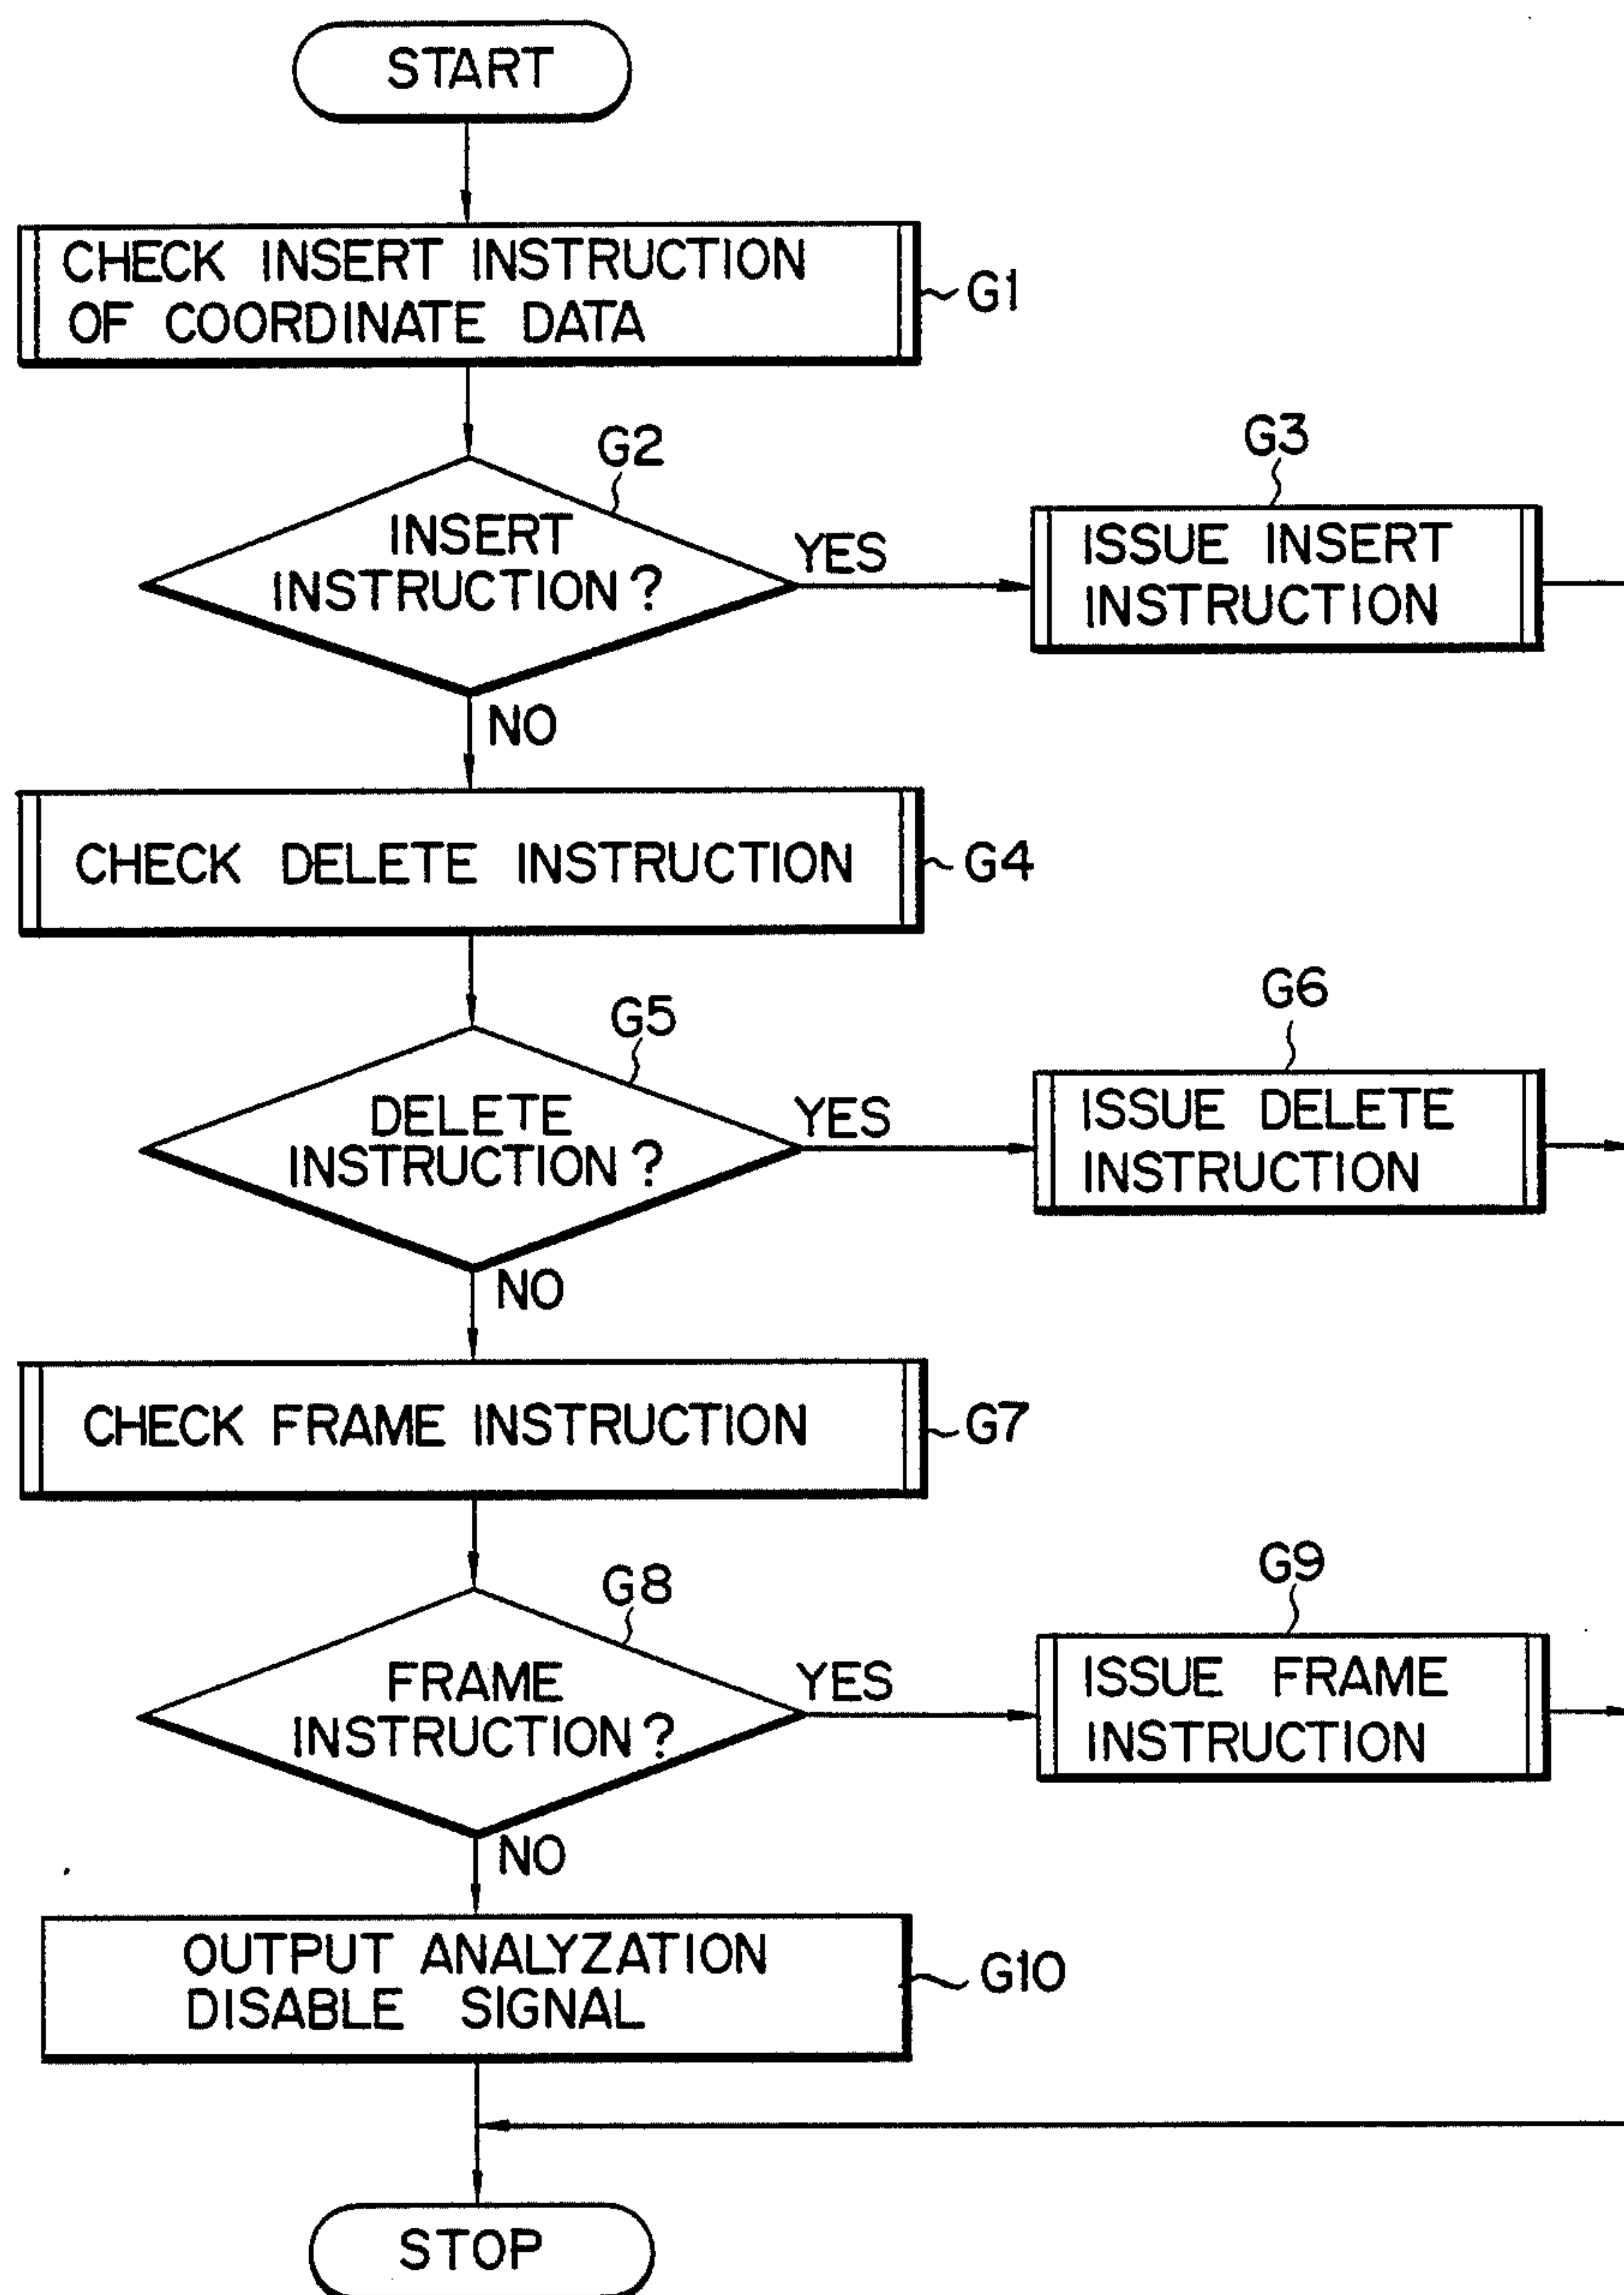 START
CHECK INSERT INSTRUCTION
OF COORDINATE DATA
G1
G2
INSERT
INSTRUCTION?
YES
G3
ISSUE INSERT
INSTRUCTION
NO
CHECK DELETE INSTRUCTION
G4
G5
DELETE
INSTRUCTION?
YES
G6
ISSUE DELETE
INSTRUCTION
NO
CHECK FRAME INSTRUCTION
G7
G8
FRAME
INSTRUCTION?
YES
G9
ISSUE FRAME
INSTRUCTION
NO
OUTPUT ANALYZATION
DISABLE SIGNAL
G10
STOP